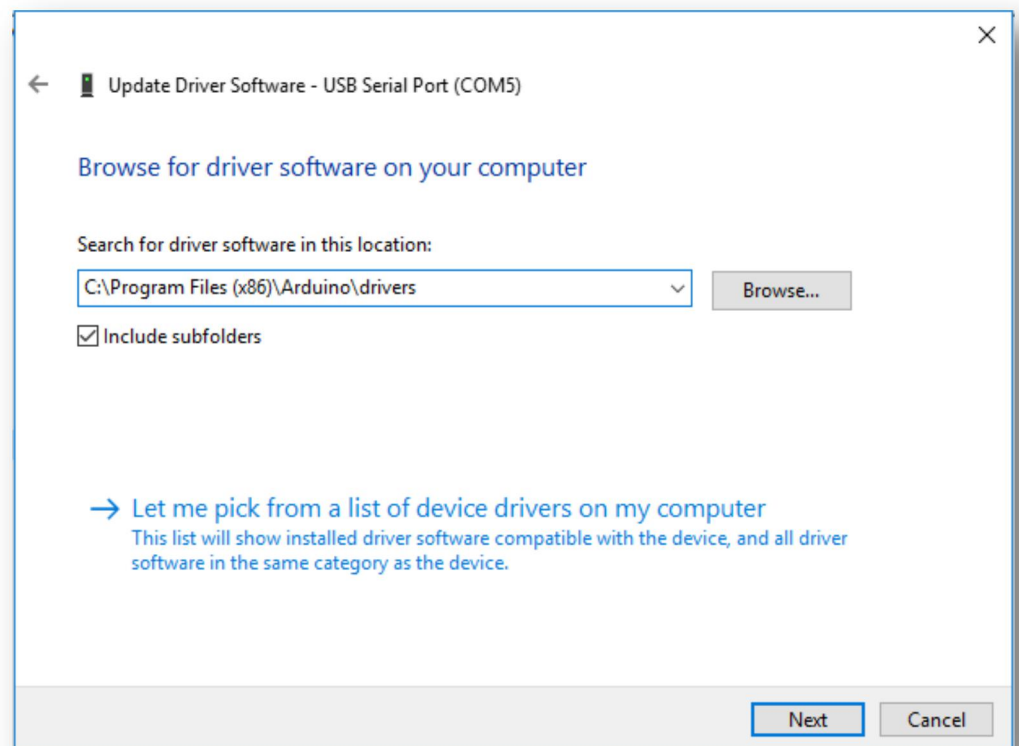 Update Driver Software - USB Serial Port (COM5)
Browse for driver software on your computer
Search for driver software in this location:
C:\Program Files (x86)\Arduino\drivers
Browse...
Include subfolders
Let me pick from a list of device drivers on my computer
This list will show installed driver software compatible with the device, and all driver
software in the same category as the device.
Next
Cancel